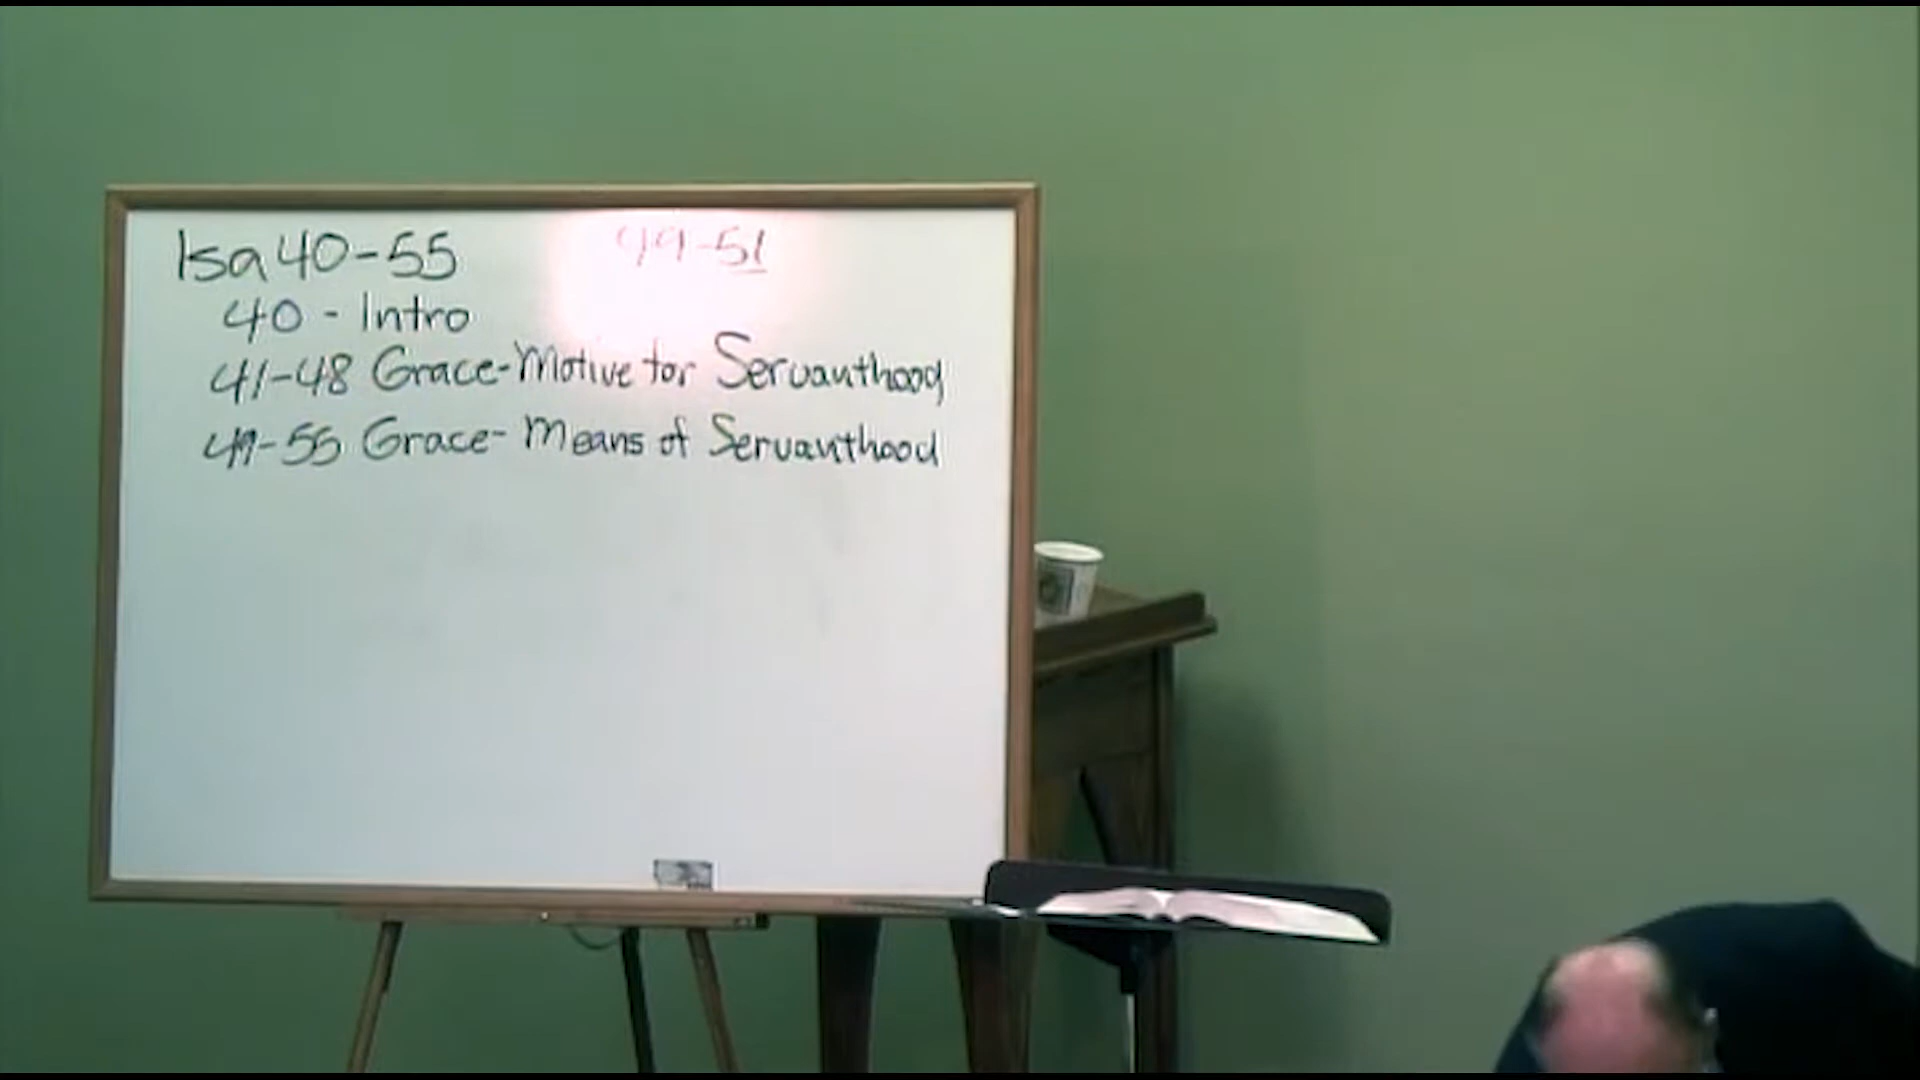 Isa 40-55
49-51
40 - Intro
41-48 Grace-Motive for Servanthood
49-55 Grace-Means of Servanthood